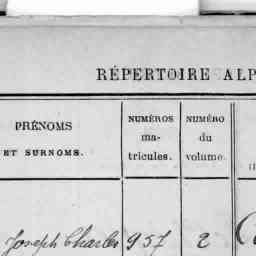 RÉPERTOIRE ALP
PRÉNOMS
ET SURNOMS.
NUMÉROS
ma-
tricules.
NUMÉRO
du
volume.
Joseph Charles 957 2